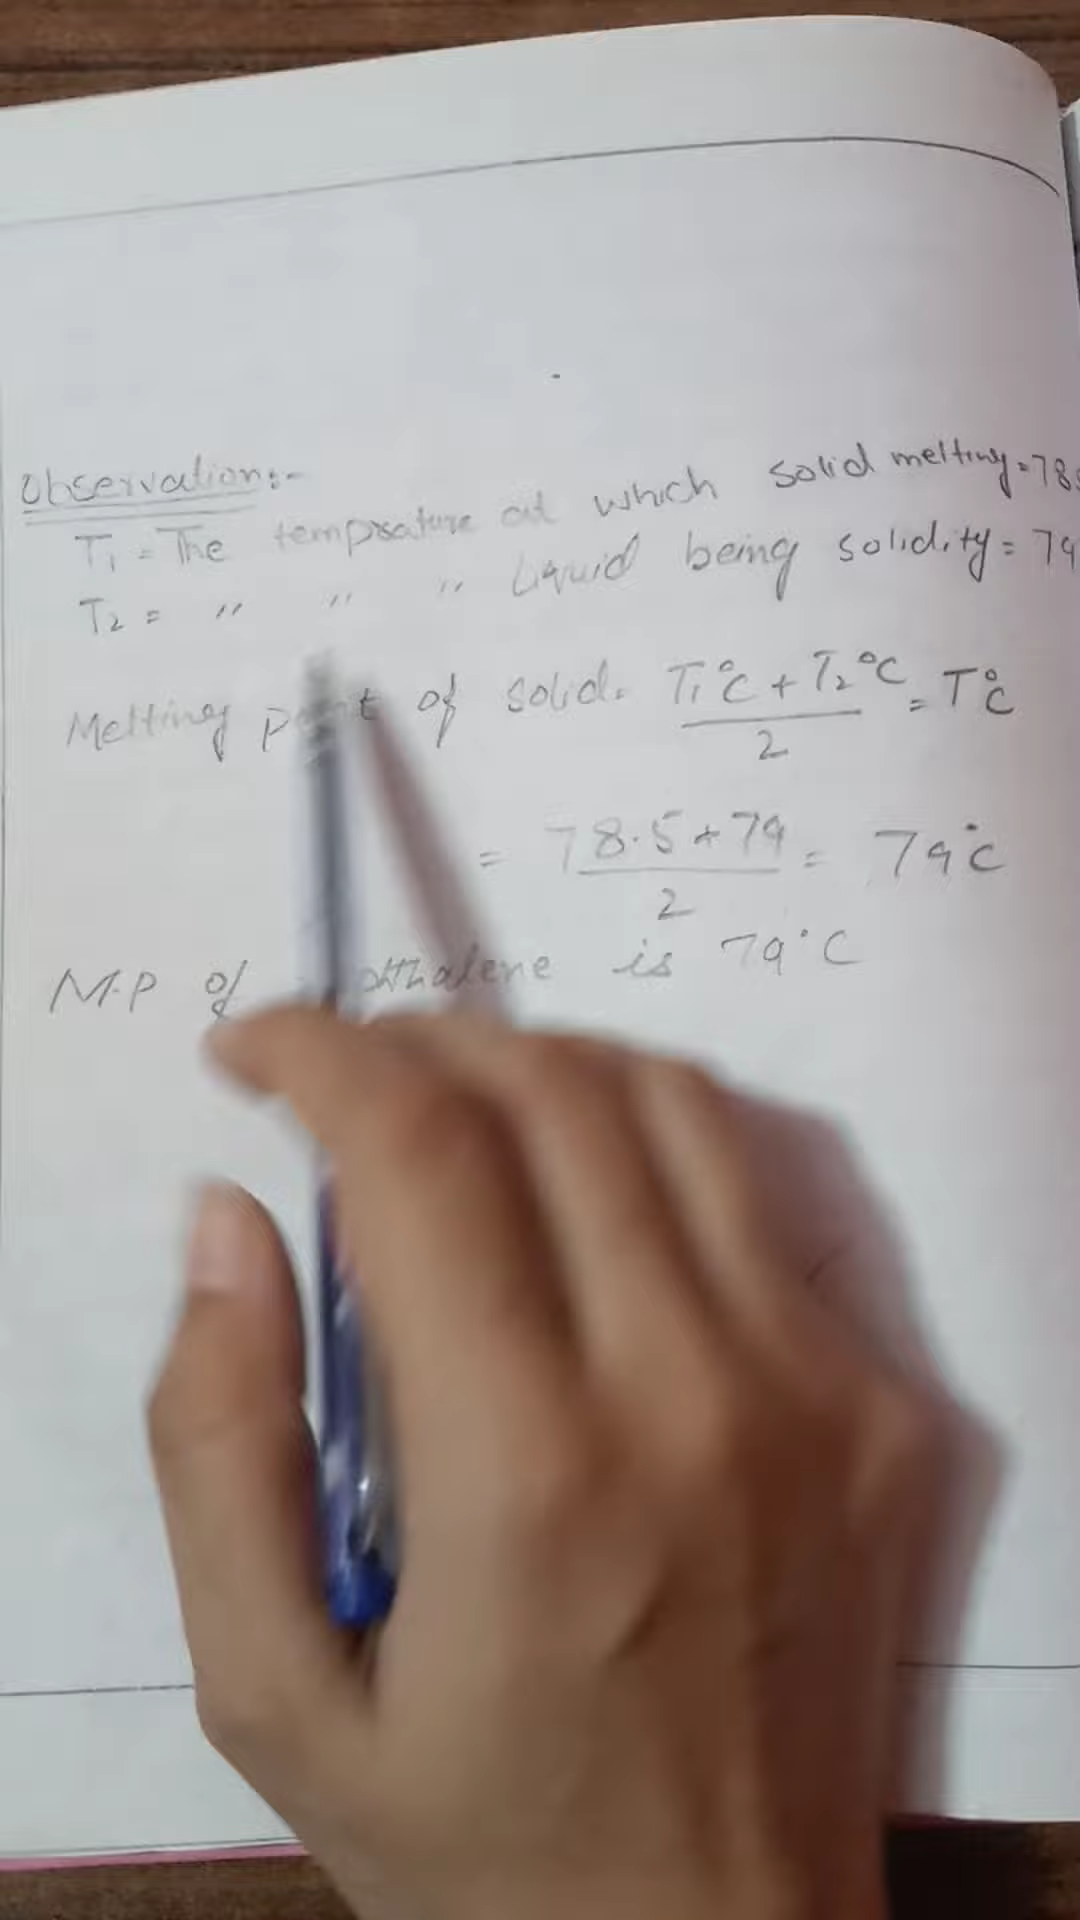 Observation:-
T1 = The temprature at which solid melting = 78.
T2 = " " " Liquid being solidity = 79
Melting of solid. T1°C + T2°C / 2 = T°C
= 78.5 + 79 / 2 = 79°C
M.P of is 79°C